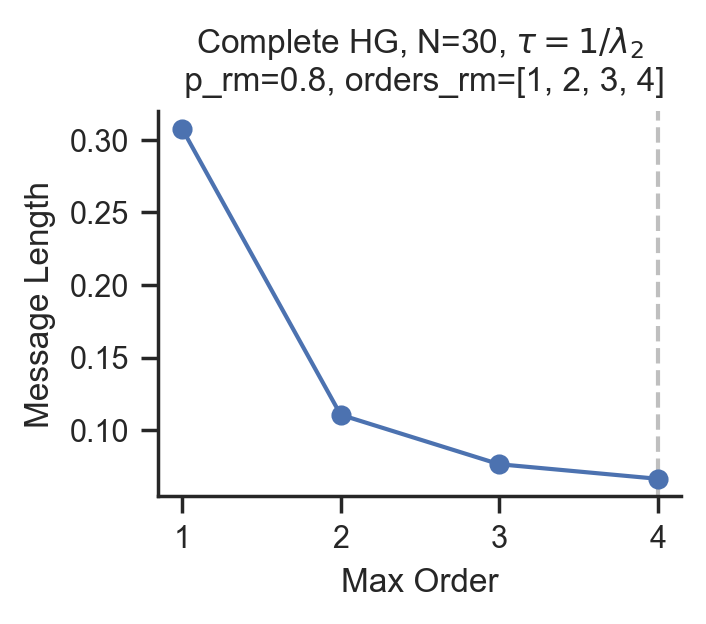 Complete HG, N=30, τ = 1/λ₂
p_rm=0.8, orders_rm=[1, 2, 3, 4]
Message Length
0.30
0.25
0.20
0.15
0.10
1 2 3 4
Max Order